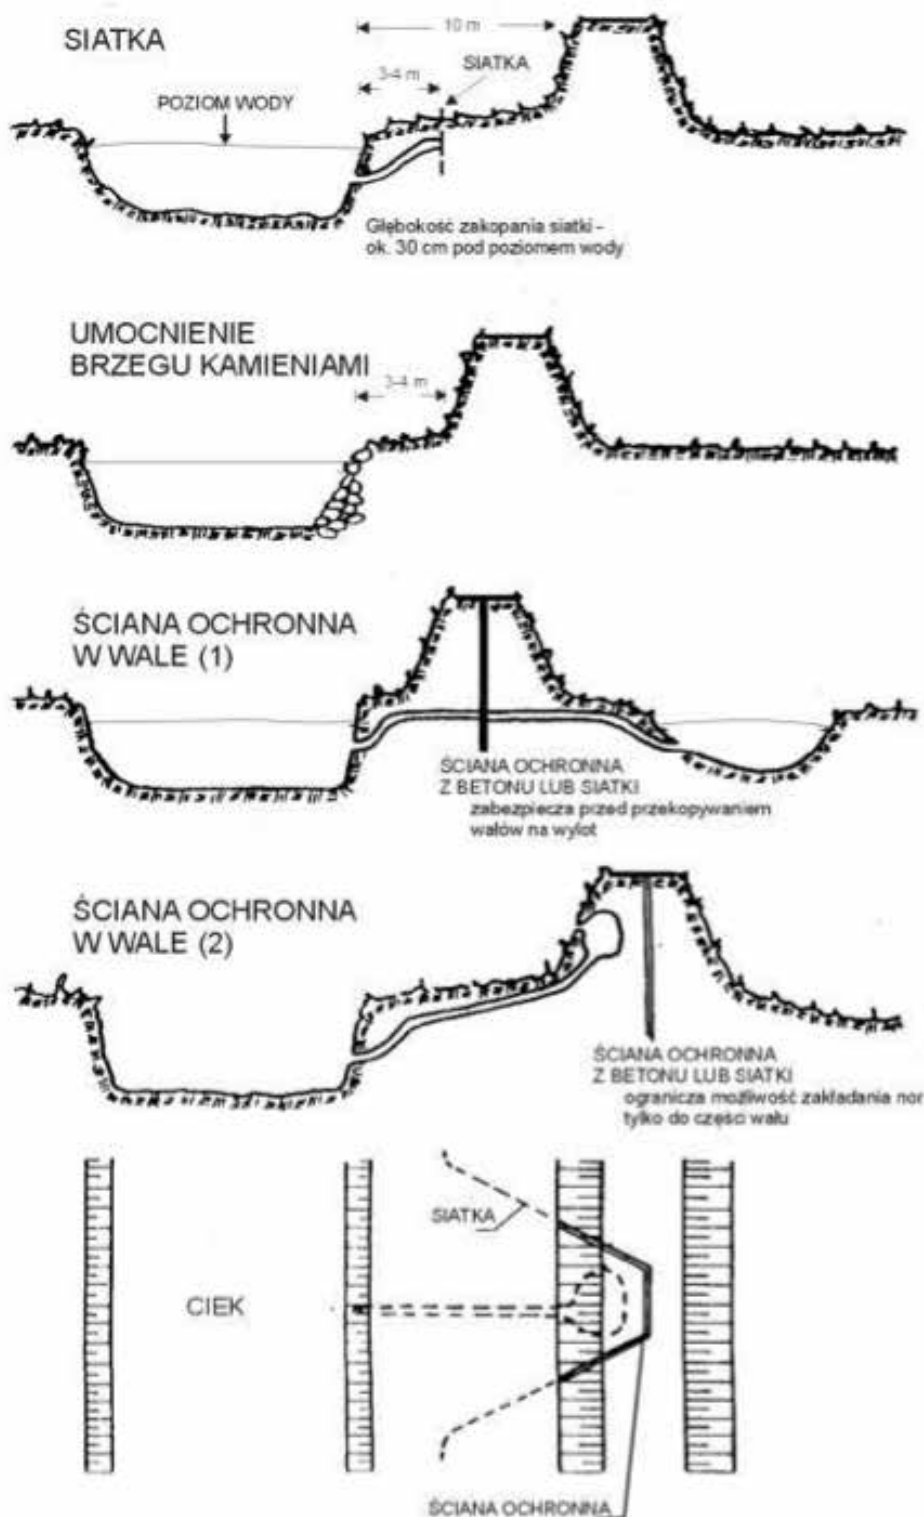 SIATKA
10 m
3-4 m
SIATKA
POZIOM WODY
Głębokość zakopania siatki -
ok. 30 cm pod poziomem wody
UMOCNIENIE
BRZEGU KAMIENIAMI
3-4 m
ŚCIANA OCHRONNA
W WALE (1)
ŚCIANA OCHRONNA
Z BETONU LUB SIATKI
zabezpiecza przed przekopywaniem
wałów na wylot
ŚCIANA OCHRONNA
W WALE (2)
ŚCIANA OCHRONNA
Z BETONU LUB SIATKI
ogranicza możliwość zakładania nor
tylko do części wału
SIATKA
CIEK
ŚCIANA OCHRONNA